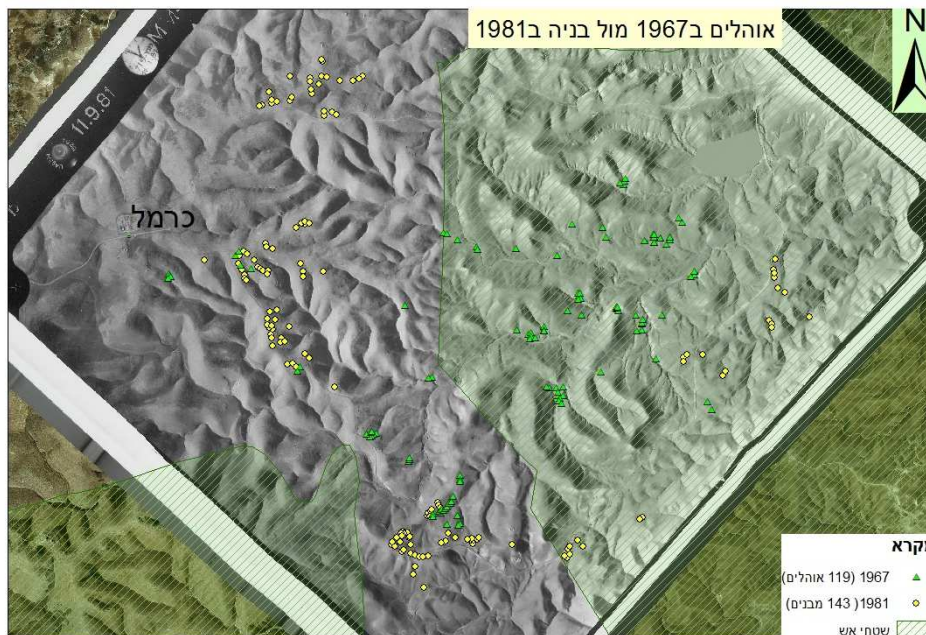 אוהלים ב1967 מול בניה ב1981
N
11.9.81
כרמל
מקרא
1967 (119 אוהלים)
1981( 143 מבנים)
שטחי אש